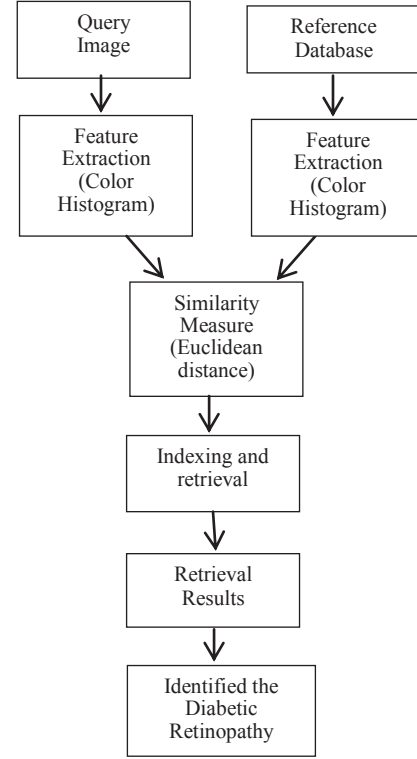 Query
Image
Reference
Database
Feature
Extraction
(Color
Histogram)
Feature
Extraction
(Color
Histogram)
Similarity
Measure
(Euclidean
distance)
Indexing and
retrieval
Retrieval
Results
Identified the
Diabetic
Retinopathy